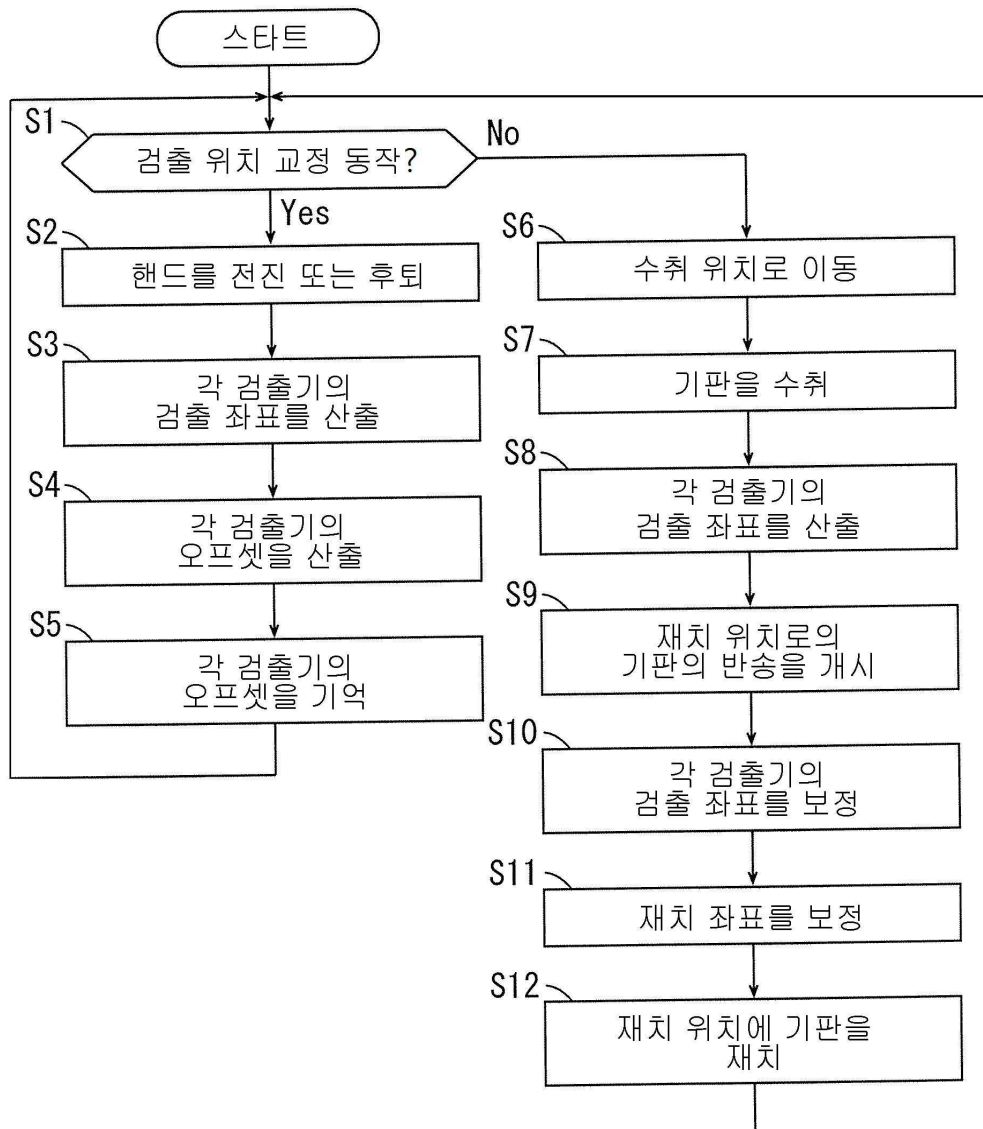 스타트
S1
검출 위치 교정 동작?
No
Yes
S2
핸드를 전진 또는 후퇴
S3
각 검출기의
검출 좌표를 산출
S4
각 검출기의
오프셋을 산출
S5
각 검출기의
오프셋을 기억
S6
수취 위치로 이동
S7
기판을 수취
S8
각 검출기의
검출 좌표를 산출
S9
재치 위치로의
기판의 반송을 개시
S10
각 검출기의
검출 좌표를 보정
S11
재치 좌표를 보정
S12
재치 위치에 기판을
재치